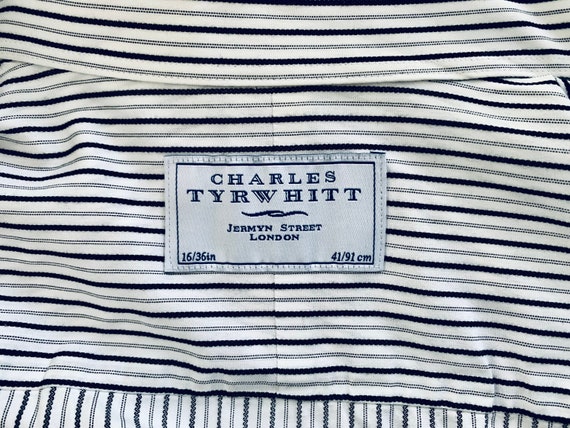 CHARLES
TYRWHITT
JERMYN STREET
LONDON
16/36in 41/91 cm